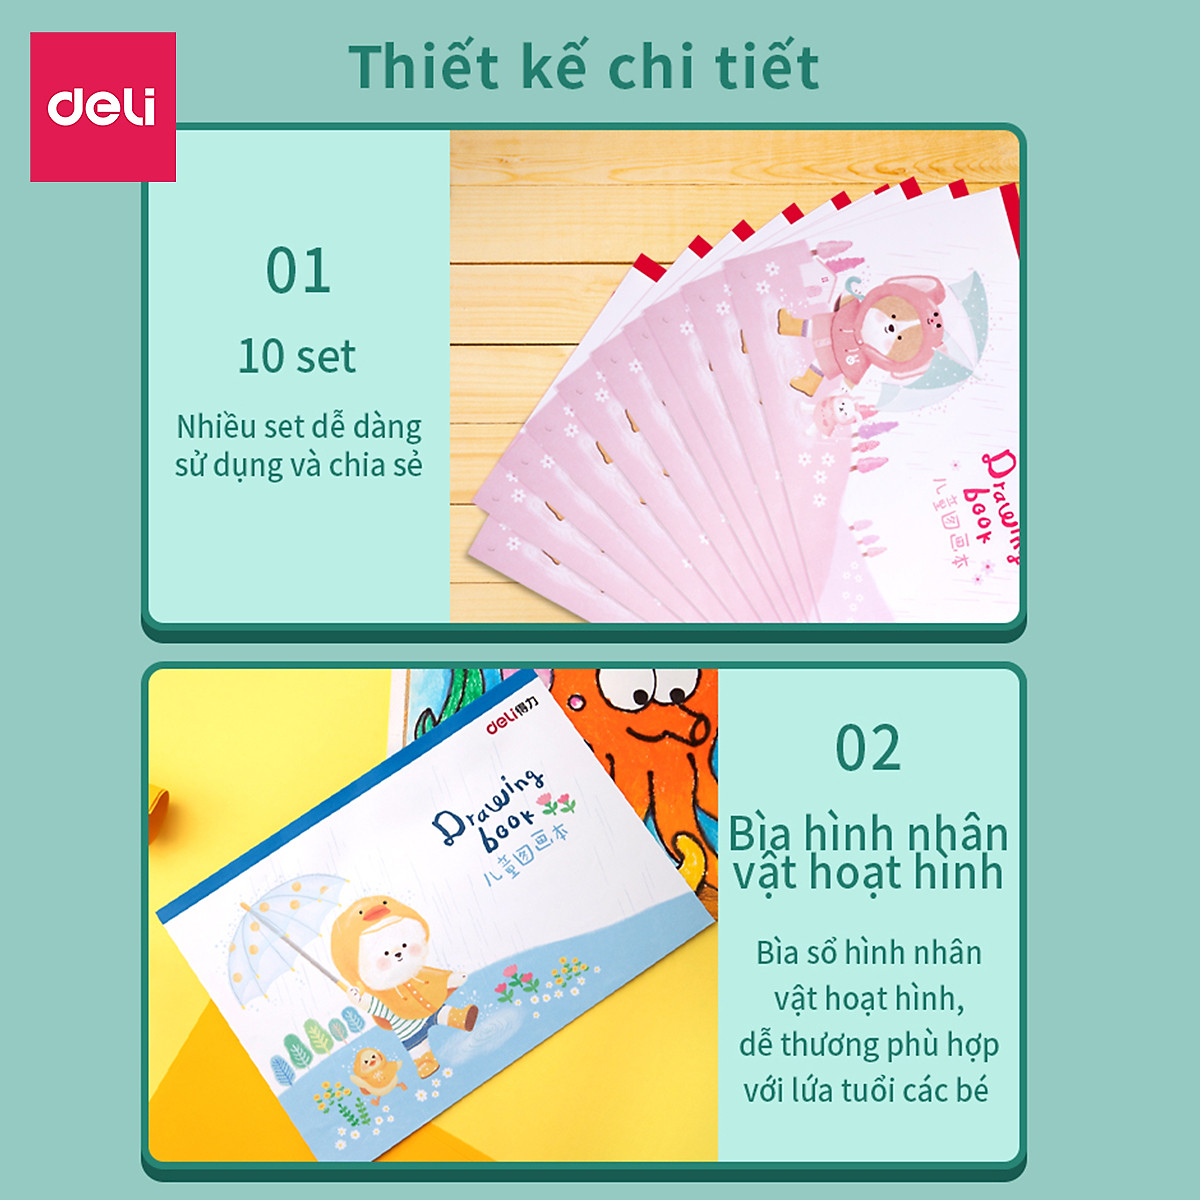 deli
Thiết kế chi tiết
01
10 set
Nhiều set dễ dàng
sử dụng và chia sẻ
Drawing
book
儿童图画本
deli得力
Drawing
book
儿童图画本
02
Bìa hình nhân
vật hoạt hình
Bìa sổ hình nhân
vật hoạt hình,
dễ thương phù hợp
với lứa tuổi các bé